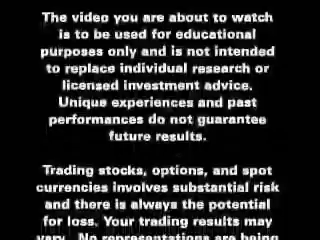 The video you are about to watch
is to be used for educational
purposes only and is not intended
to replace individual research or
licensed investment advice.
Unique experiences and past
performances do not guarantee
future results.
Trading stocks, options, and spot
currencies involves substantial risk
and there is always the potential
for loss. Your trading results may
vary. No representations are being